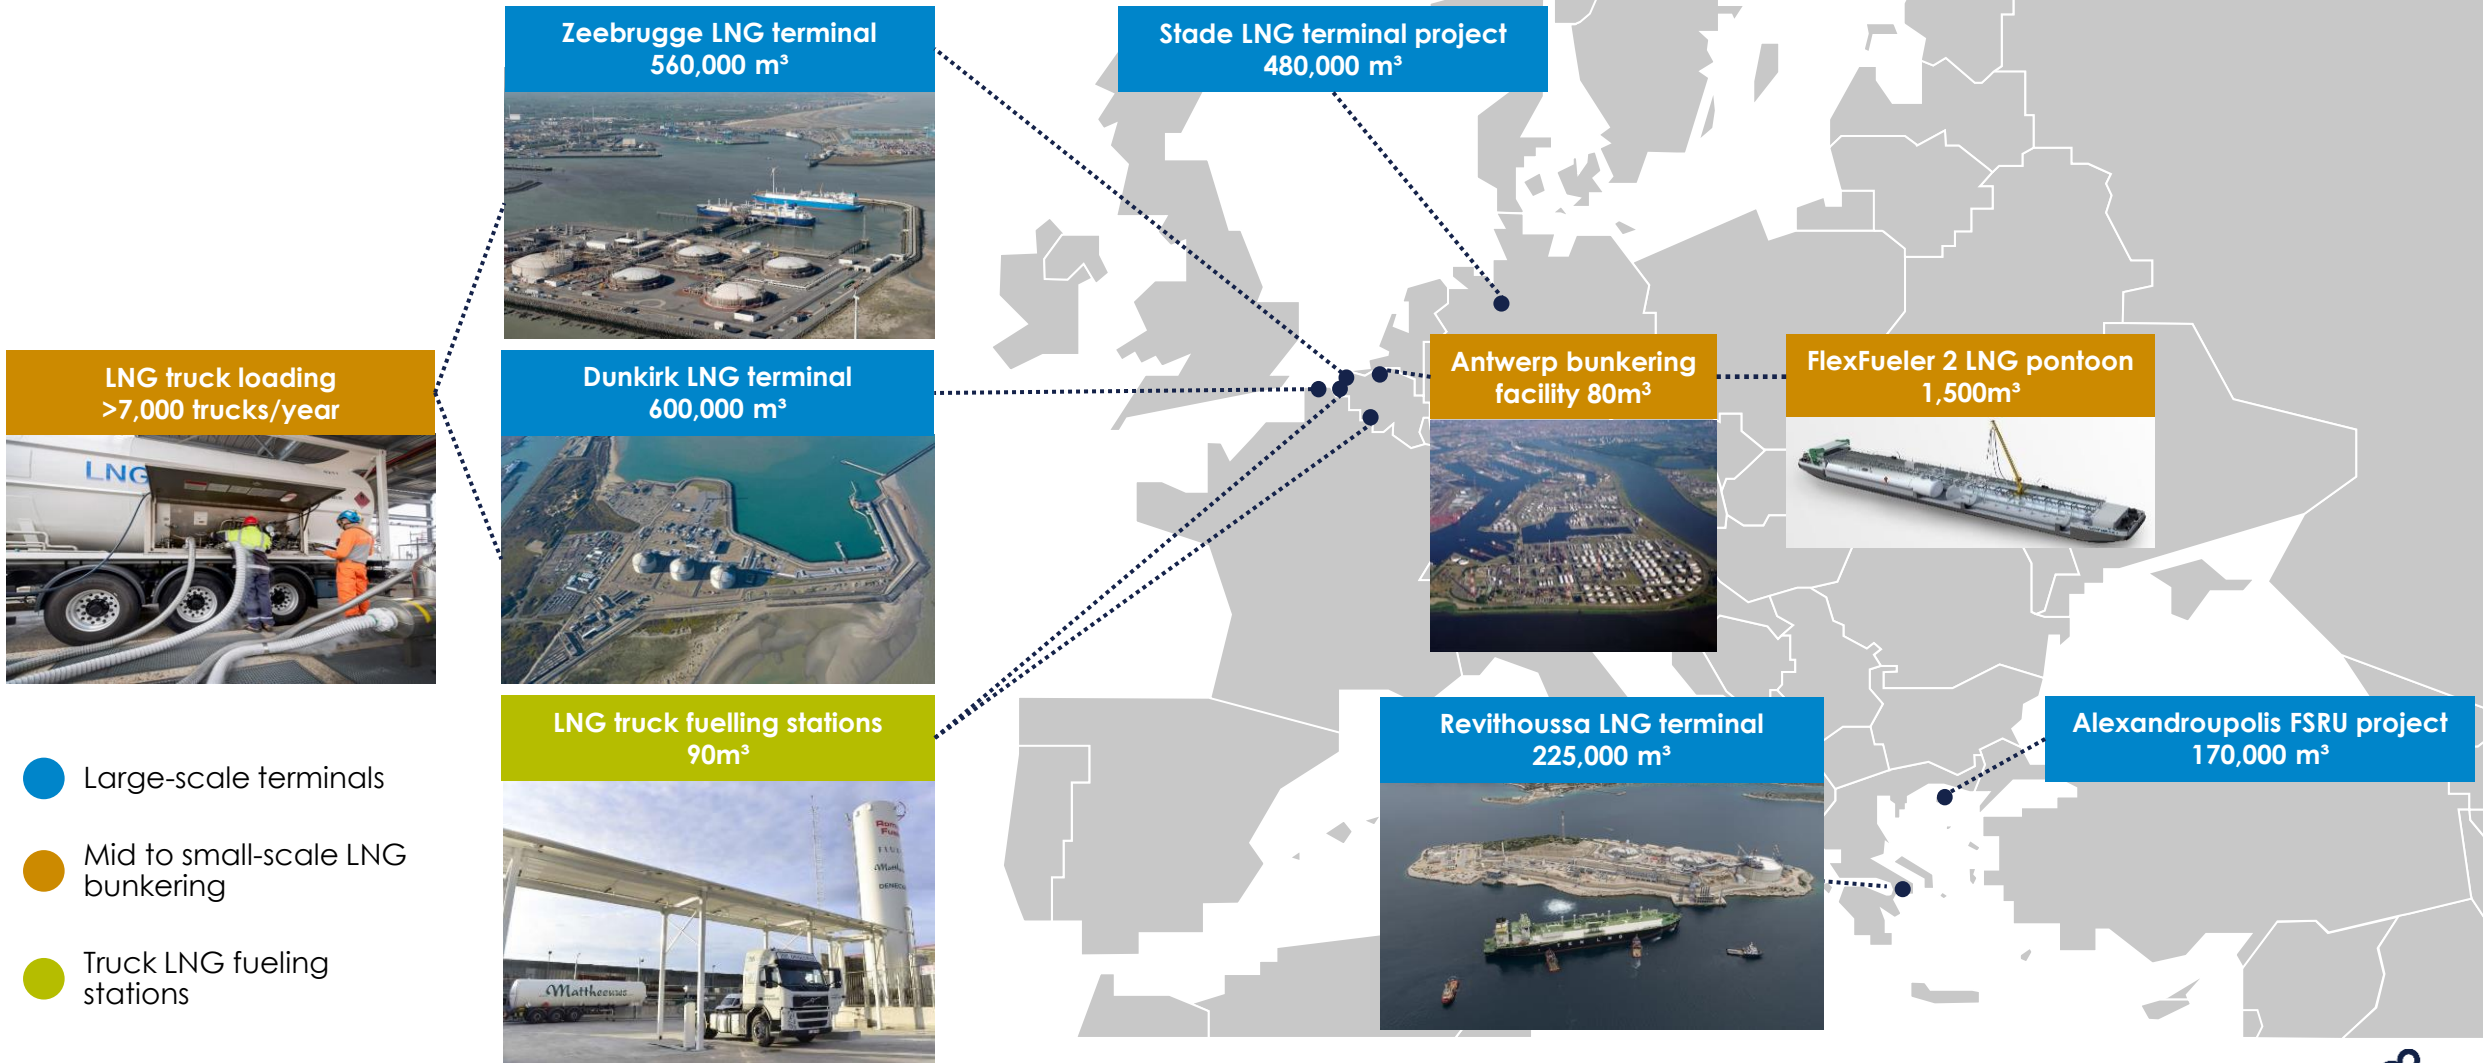 Zeebrugge LNG terminal
560,000 m³
Stade LNG terminal project
480,000 m³
LNG truck loading
>7,000 trucks/year
LNG
Dunkirk LNG terminal
600,000 m³
Antwerp bunkering
facility 80m³
FlexFueler 2 LNG pontoon
1,500m³
LNG truck fuelling stations
90m³
Mattheeuws
Revithoussa LNG terminal
225,000 m³
Alexandroupolis FSRU project
170,000 m³
Large-scale terminals
Mid to small-scale LNG
bunkering
Truck LNG fueling
stations